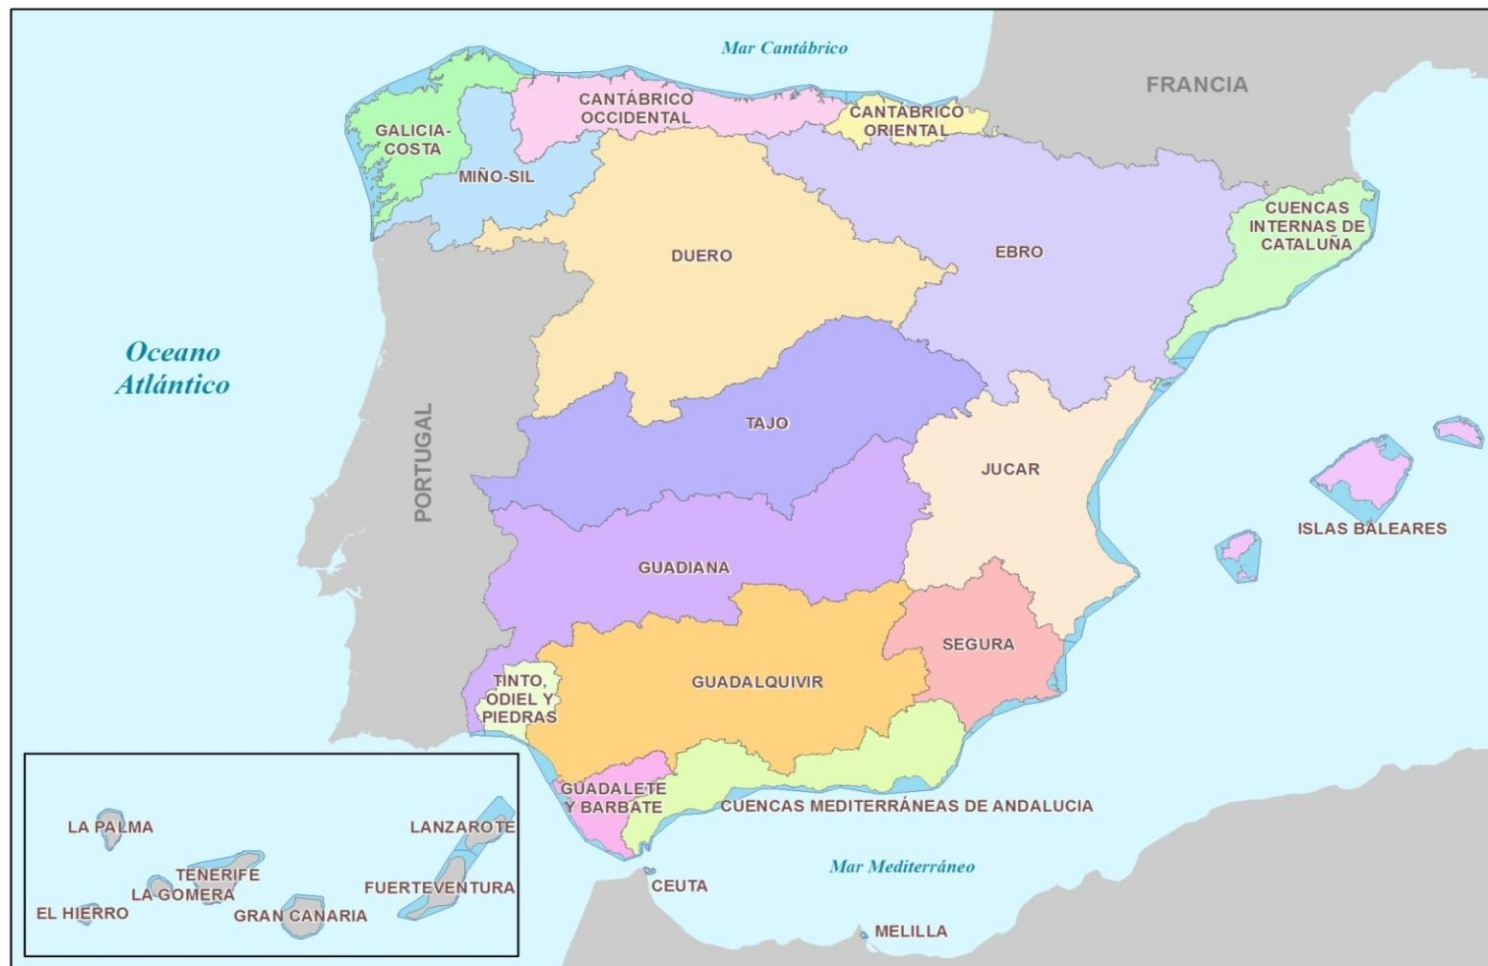 Mar Cantábrico
FRANCIA
CANTÁBRICO
OCCIDENTAL
CANTÁBRICO
ORIENTAL
GALICIA-
COSTA
MIÑO-SIL
CUENCAS
INTERNAS DE
CATALUÑA
DUERO
EBRO
Oceano
Atlántico
PORTUGAL
TAJO
JUCAR
ISLAS BALEARES
GUADIANA
SEGURA
TINTO,
ODIEL Y
PIEDRAS
GUADALQUIVIR
GUADALETE
Y BARBATE
CUENCAS MEDITERRÁNEAS DE ANDALUCIA
Mar Mediterráneo
CEUTA
MELILLA
LA PALMA
LANZAROTE
TENERIFE
LA GOMERA
FUERTEVENTURA
EL HIERRO
GRAN CANARIA